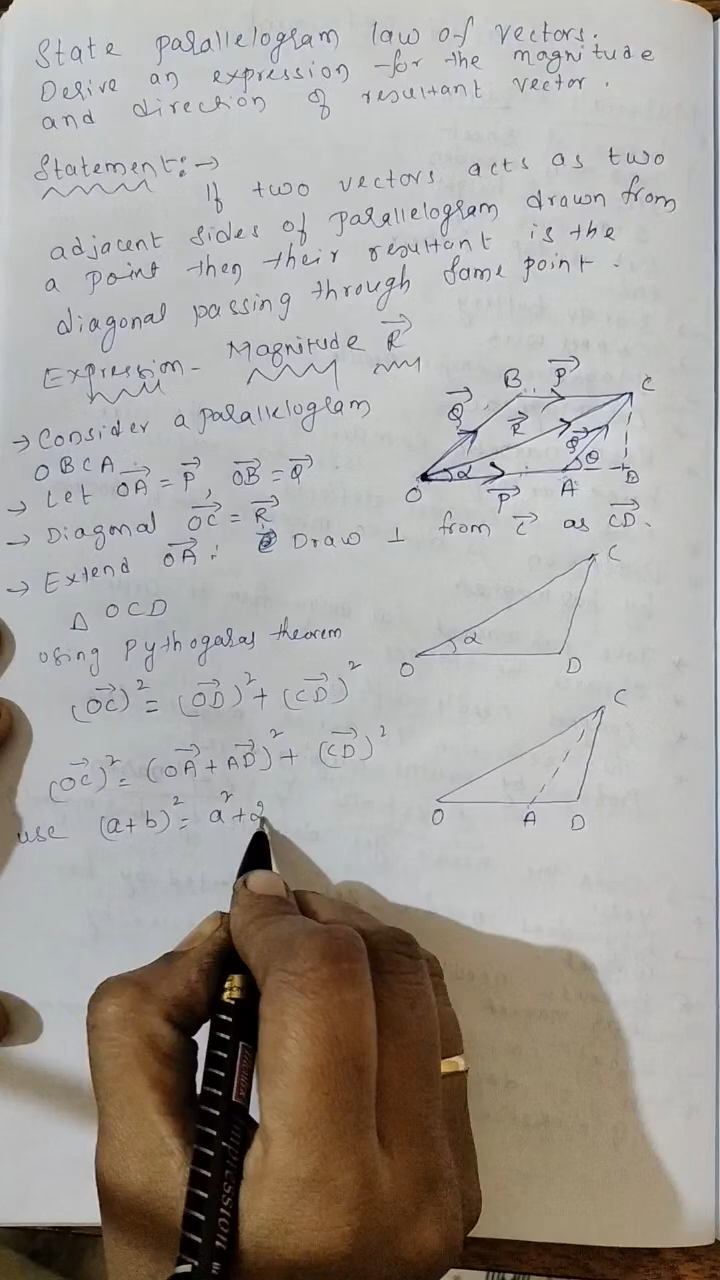 State parallelogram law of vectors.
Derive an expression for the magnitude
and direction of resultant vector.
Statement:→
If two vectors acts as two
adjacent sides of parallelogram drawn from
a point then their resultant is the
diagonal passing through same point.
Expression- Magnitude R⃗
→ Consider a parallelogram
OBCA
→ Let OA⃗ = P⃗, OB⃗ = Q⃗
→ Diagonal OC⃗ = R⃗
→ Extend OA⃗. Draw ⊥ from C⃗ as CD⃗.
B P⃗ C
Q⃗ R⃗ Q⃗
O α P⃗ A θ D
Δ OCD
Using Pythogaras theorem
(OC⃗)² = (OD⃗)² + (CD⃗)²
C
O α D
(OC⃗)² = (OA⃗ + AD⃗)² + (CD⃗)²
C
O A D
use (a+b)² = a² + 2